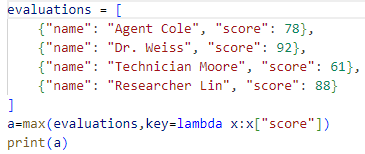 evaluations = [
    {"name": "Agent Cole", "score": 78},
    {"name": "Dr. Weiss", "score": 92},
    {"name": "Technician Moore", "score": 61},
    {"name": "Researcher Lin", "score": 88}
]
a=max(evaluations,key=lambda x:x["score"])
print(a)